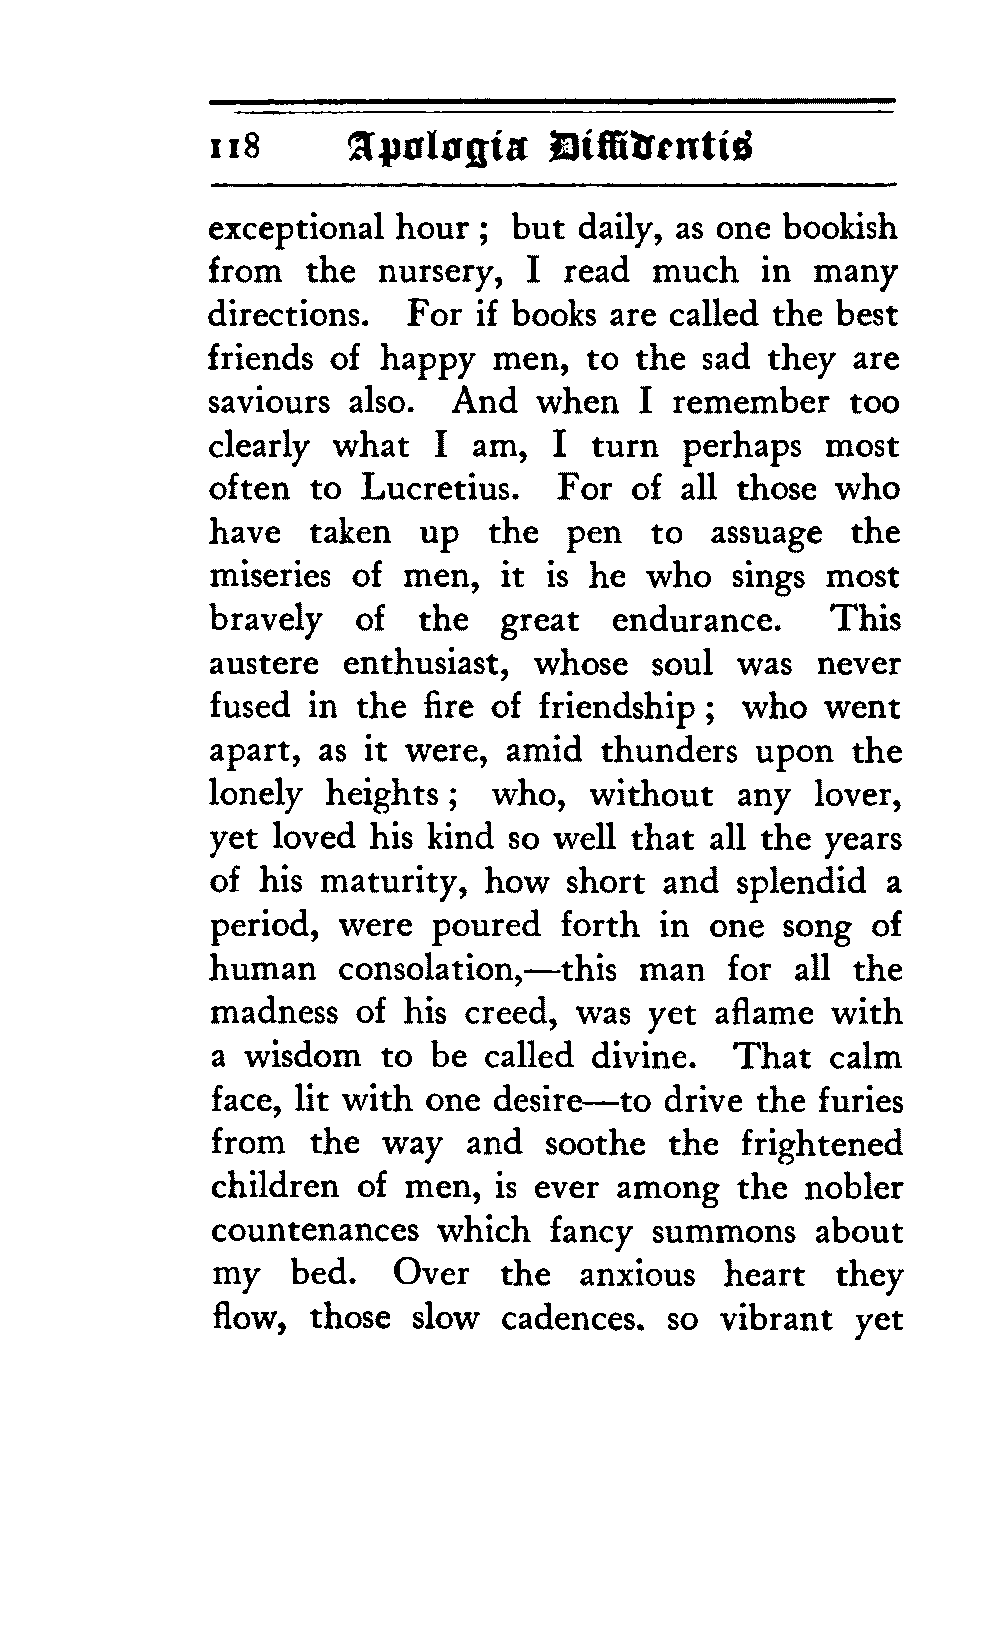 118 Apologia Diffidentis
exceptional hour ; but daily, as one bookish
from the nursery, I read much in many
directions. For if books are called the best
friends of happy men, to the sad they are
saviours also. And when I remember too
clearly what I am, I turn perhaps most
often to Lucretius. For of all those who
have taken up the pen to assuage the
miseries of men, it is he who sings most
bravely of the great endurance. This
austere enthusiast, whose soul was never
fused in the fire of friendship ; who went
apart, as it were, amid thunders upon the
lonely heights ; who, without any lover,
yet loved his kind so well that all the years
of his maturity, how short and splendid a
period, were poured forth in one song of
human consolation,—this man for all the
madness of his creed, was yet aflame with
a wisdom to be called divine. That calm
face, lit with one desire—to drive the furies
from the way and soothe the frightened
children of men, is ever among the nobler
countenances which fancy summons about
my bed. Over the anxious heart they
flow, those slow cadences. so vibrant yet